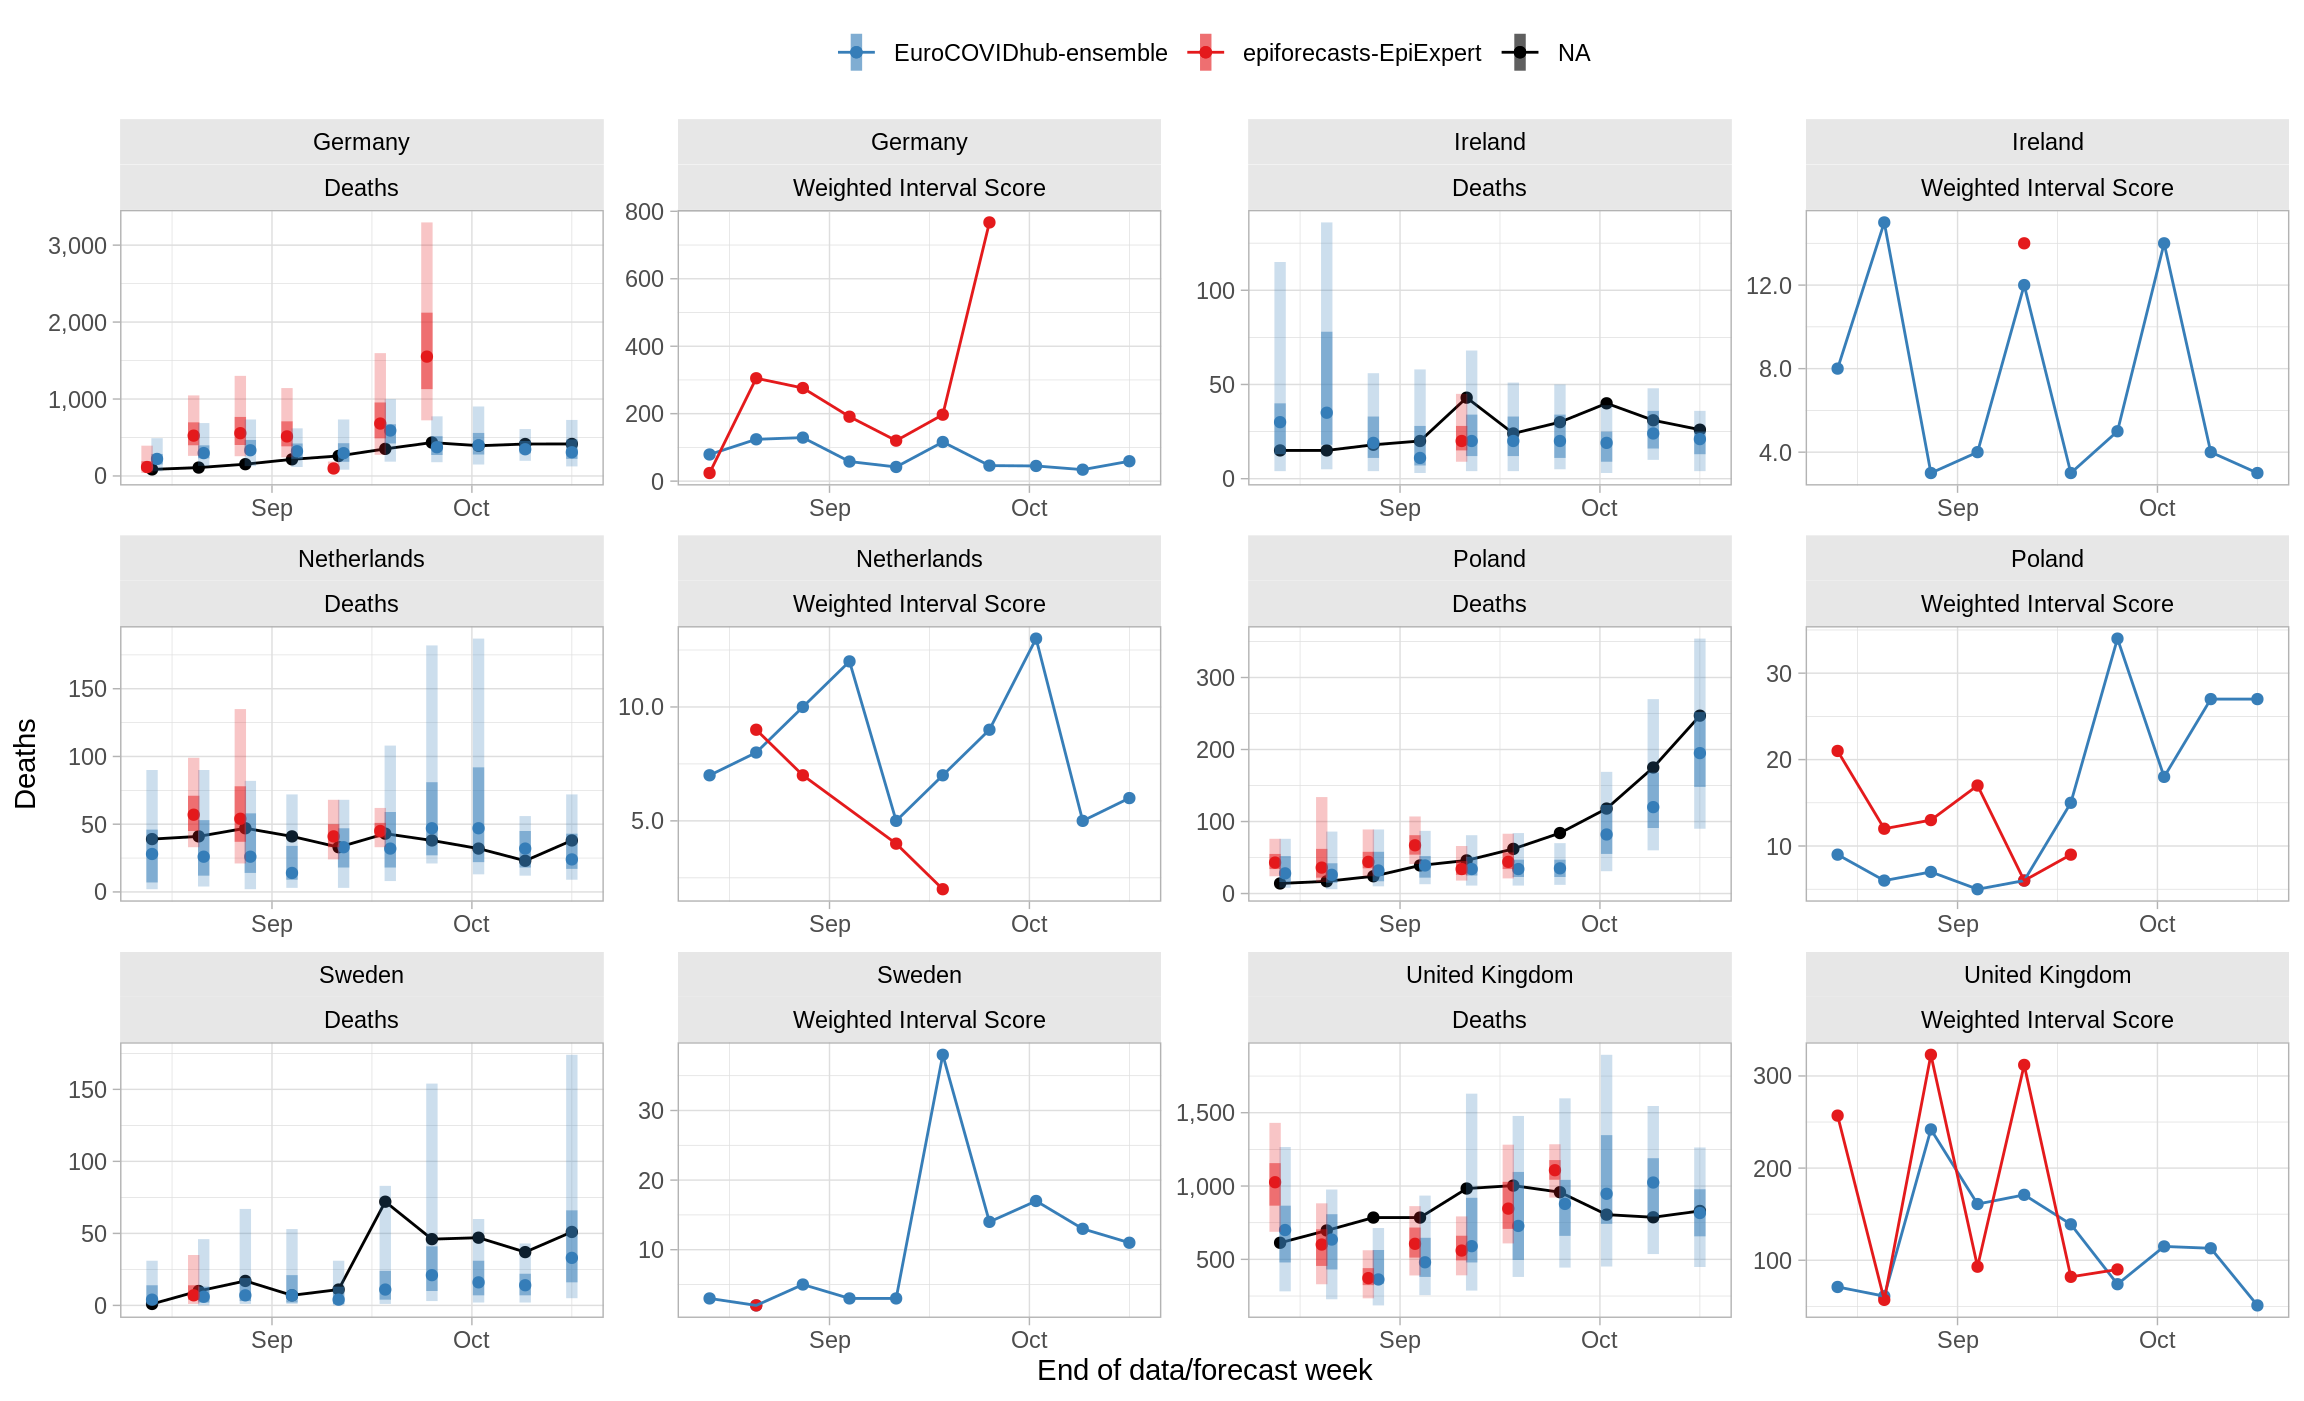 EuroCOVIDhub-ensemble epiforecasts-EpiExpert NA
Germany Germany Ireland Ireland
Deaths Weighted Interval Score Deaths Weighted Interval Score
3,000
2,000
1,000
0
Sep Oct
800
600
400
200
0
Sep Oct
100
50
0
Sep Oct
12.0
8.0
4.0
Sep Oct
Netherlands Netherlands Poland Poland
Deaths Weighted Interval Score Deaths Weighted Interval Score
150
100
50
0
Sep Oct
10.0
5.0
Sep Oct
300
200
100
0
Sep Oct
30
20
10
Sep Oct
Sweden Sweden United Kingdom United Kingdom
Deaths Weighted Interval Score Deaths Weighted Interval Score
150
100
50
0
Sep Oct
30
20
10
Sep Oct
1,500
1,000
500
Sep Oct
300
200
100
Sep Oct
Deaths
End of data/forecast week